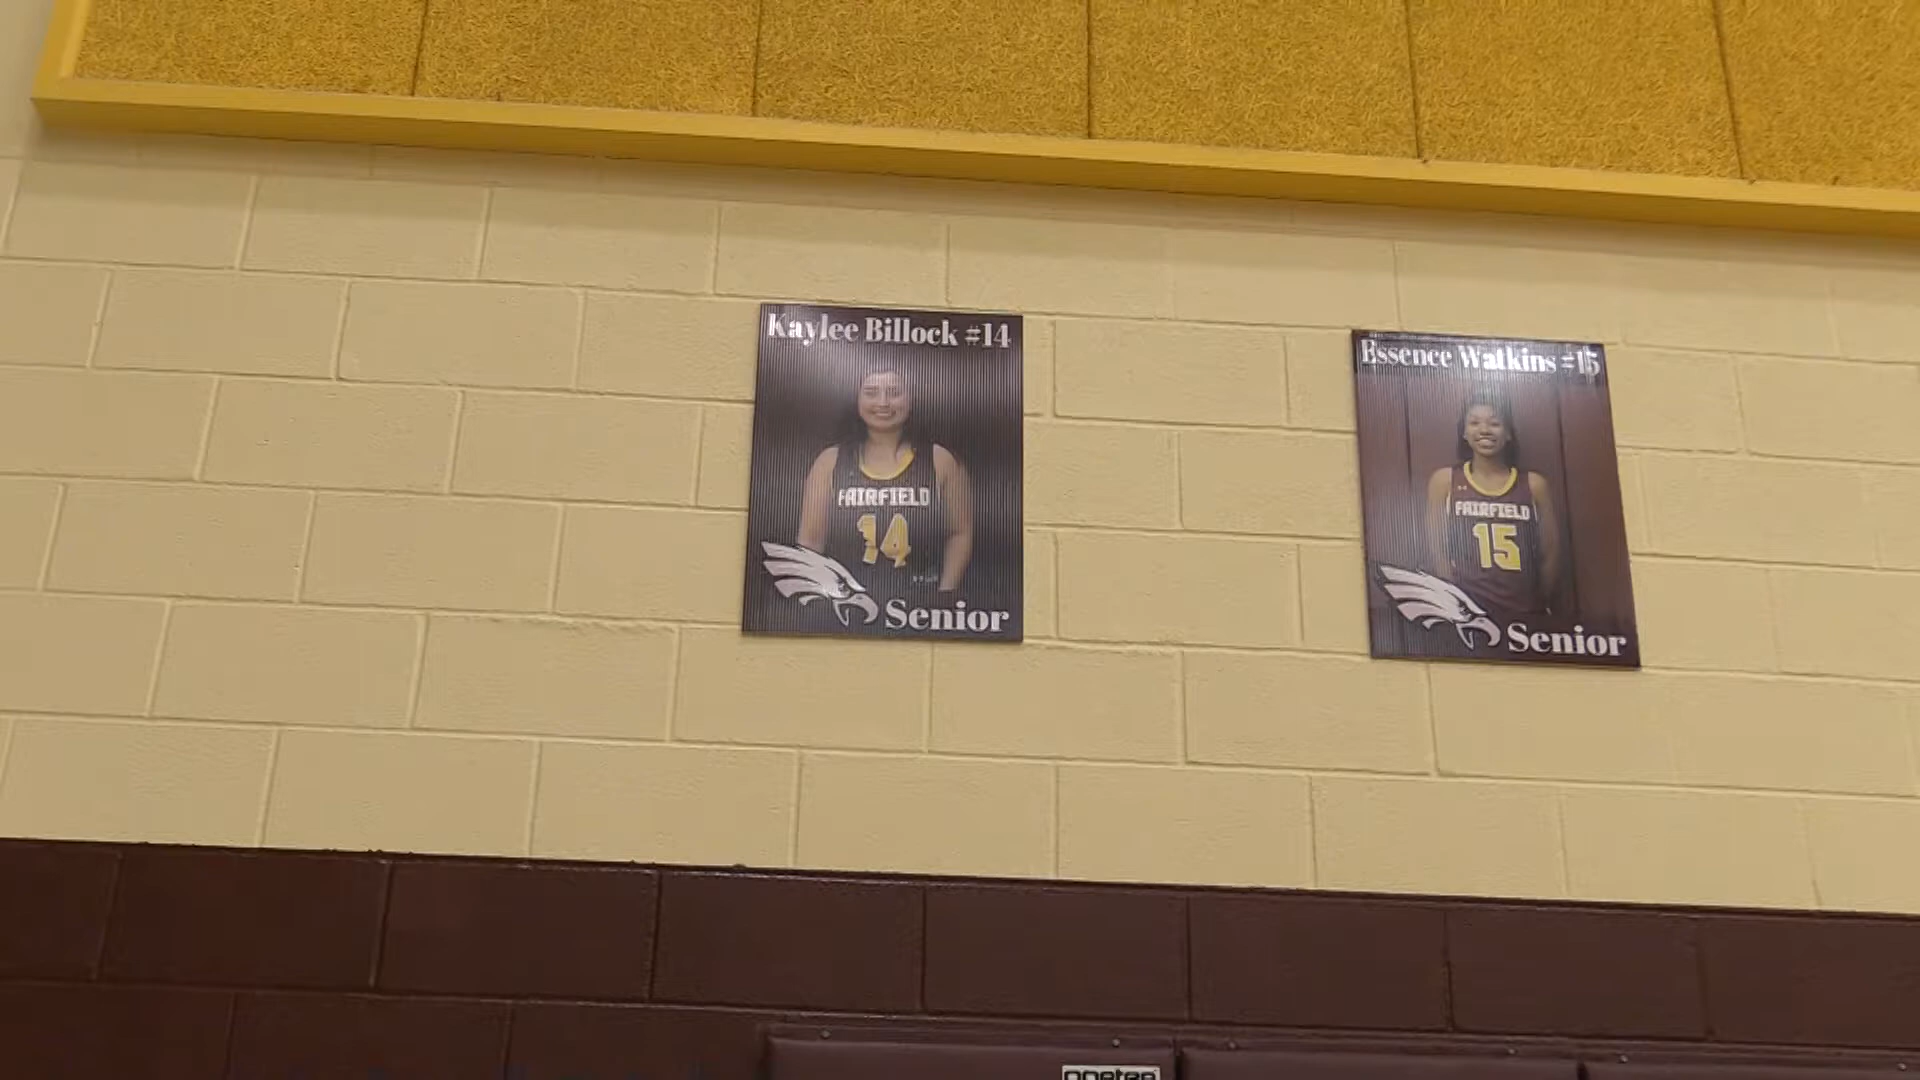 Kaylee Billock #14
FAIRFIELD
14
Senior
Essence Watkins #15
FAIRFIELD
15
Senior